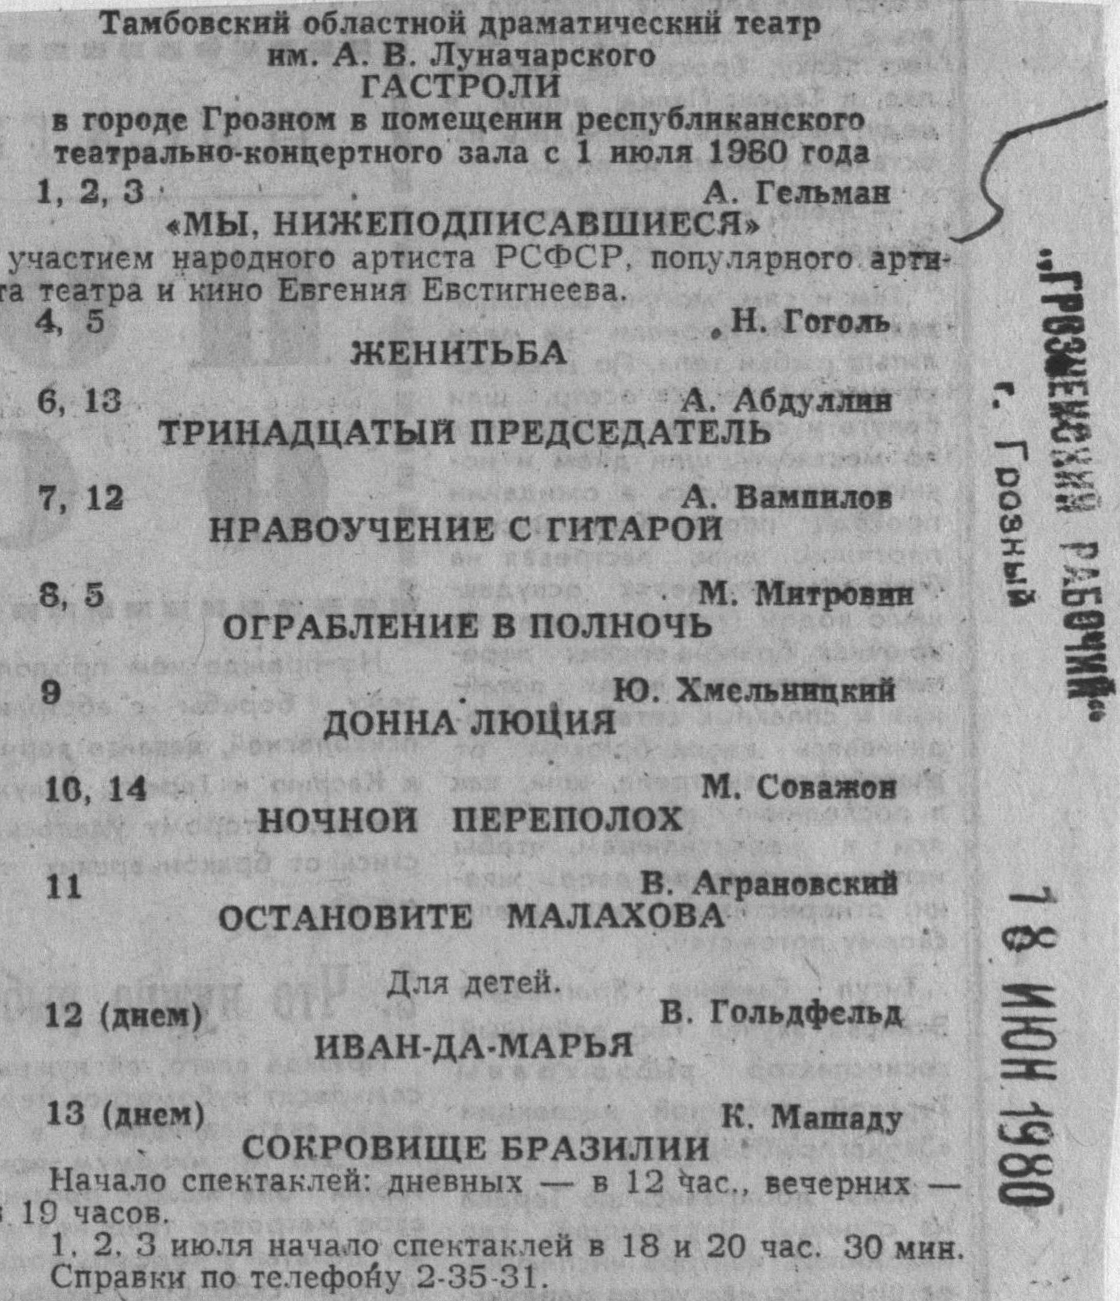 Тамбовский областной драматический театр
им. А. В. Луначарского
ГАСТРОЛИ
в городе Грозном в помещении республиканского
театрально-концертного зала с 1 июля 1980 года
1, 2, 3 А. Гельман
«МЫ, НИЖЕПОДПИСАВШИЕСЯ»
участием народного артиста РСФСР, популярного арти-
та театра и кино Евгения Евстигнеева.
4, 5 Н. Гоголь
ЖЕНИТЬБА
6, 13 А. Абдуллин
ТРИНАДЦАТЫЙ ПРЕДСЕДАТЕЛЬ
7, 12 А. Вампилов
НРАВОУЧЕНИЕ С ГИТАРОЙ
8, 5 М. Митровин
ОГРАБЛЕНИЕ В ПОЛНОЧЬ
9 Ю. Хмельницкий
ДОННА ЛЮЦИЯ
10, 14 М. Соважон
НОЧНОЙ ПЕРЕПОЛОХ
11 В. Аграновский
ОСТАНОВИТЕ МАЛАХОВА
Для детей.
12 (днем) В. Гольдфельд
ИВАН-ДА-МАРЬЯ
13 (днем) К. Машаду
СОКРОВИЩЕ БРАЗИЛИИ
Начало спектаклей: дневных — в 12 час., вечерних —
в 19 часов.
1, 2, 3 июля начало спектаклей в 18 и 20 час. 30 мин.
Справки по телефону 2-35-31.
„ГРОЗНЕНСКИЙ РАБОЧИЙ"
г. Грозный
18 ИЮН 1980